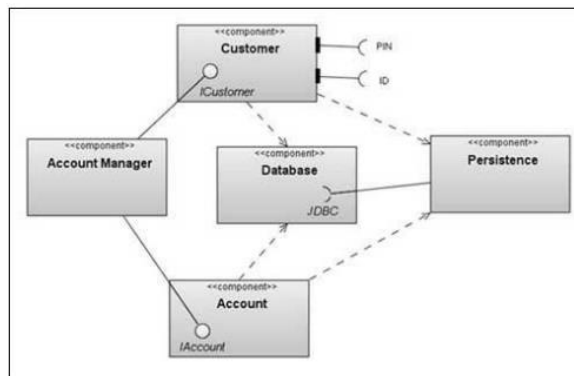 <<component>>
Customer
PIN
ID
ICustomer
<<component>>
Account Manager
<<component>>
Database
JDBC
<<component>>
Persistence
<<component>>
Account
IAccount